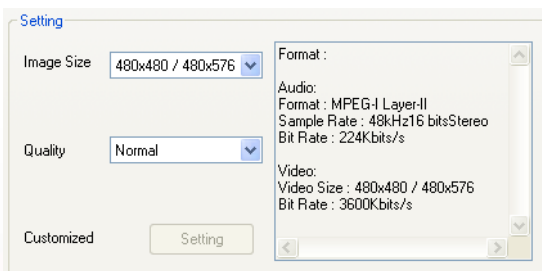 Setting
Image Size
480x480 / 480x576
Quality
Normal
Customized
Setting
Format :
Audio:
Format : MPEG-I Layer-II
Sample Rate : 48kHz16 bitsStereo
Bit Rate : 224Kbits/s
Video:
Video Size : 480x480 / 480x576
Bit Rate : 3600Kbits/s